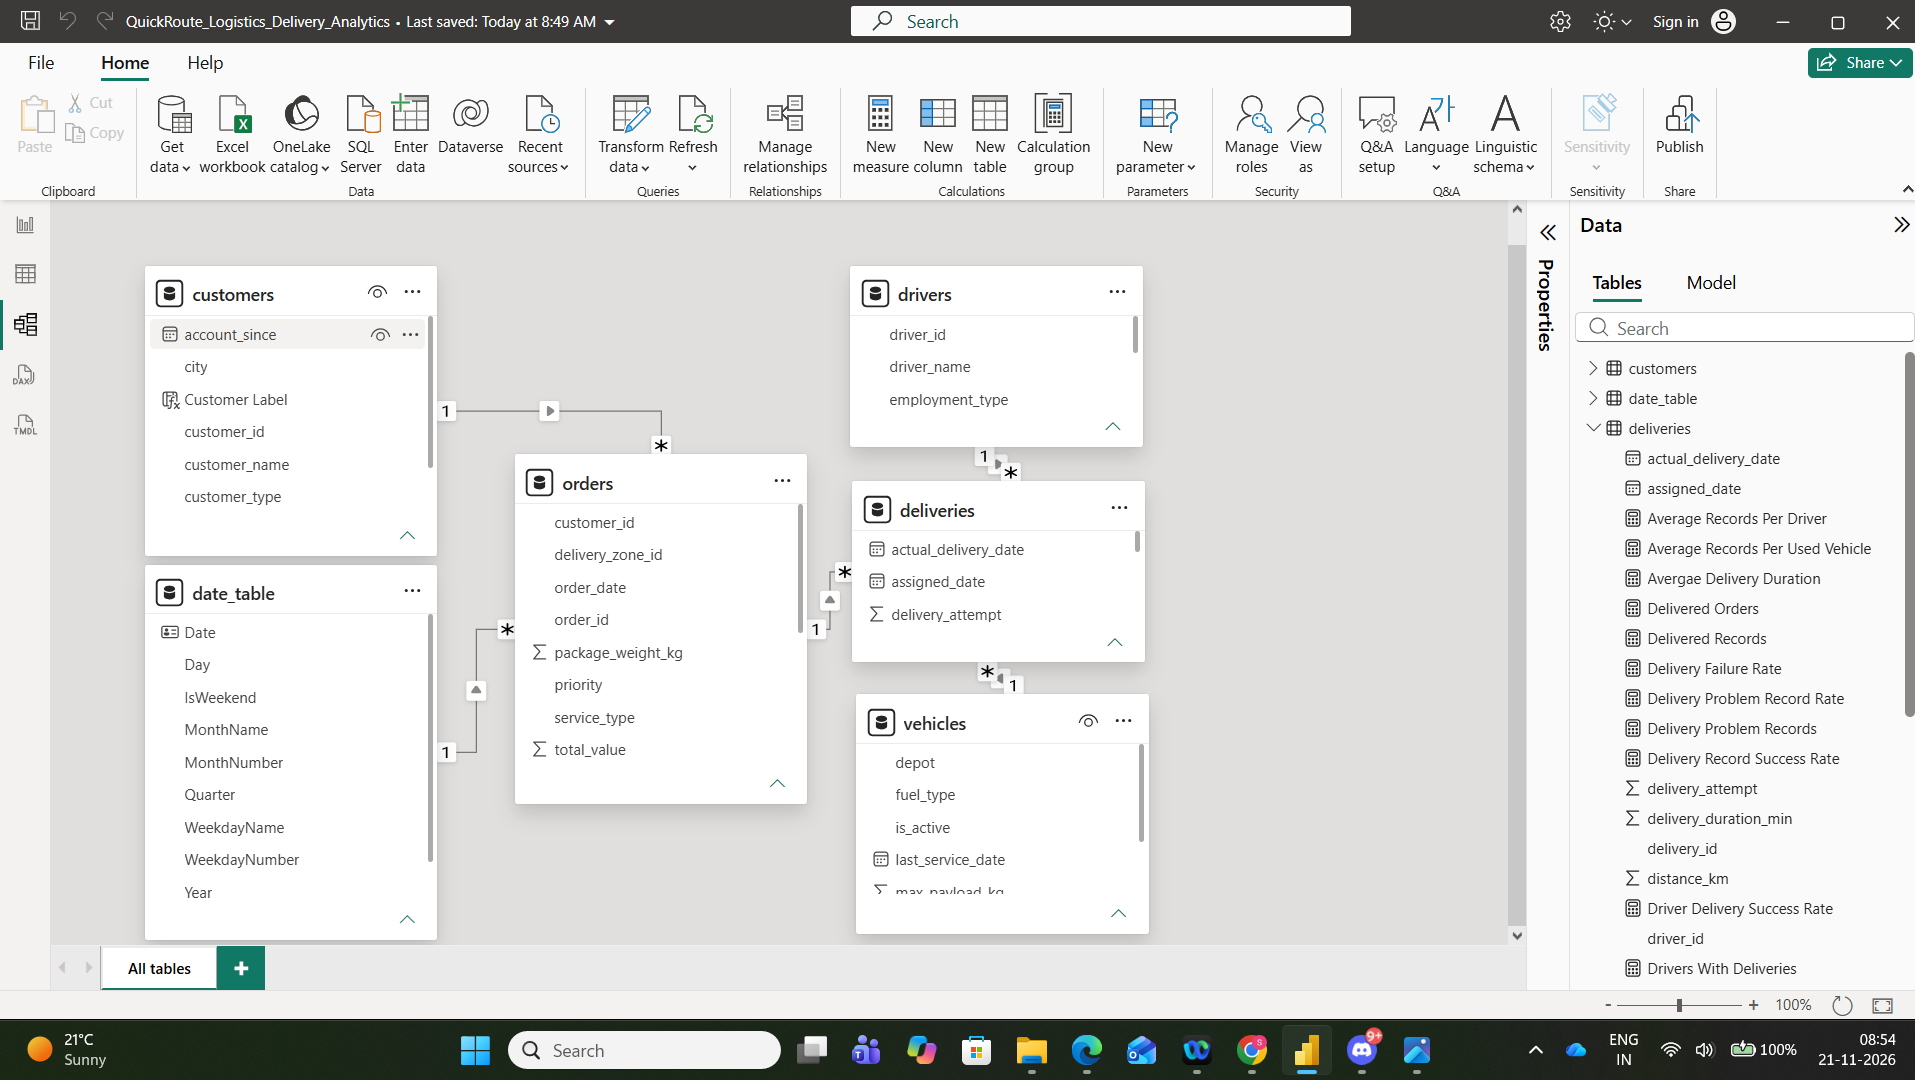 QuickRoute_Logistics_Delivery_Analytics • Last saved: Today at 8:49 AM
Search
Sign in
File
Home
Help
Share
Paste
Cut
Copy
Clipboard
Get data
Excel workbook
OneLake catalog
SQL Server
Enter data
Dataverse
Recent sources
Data
Transform data
Refresh
Queries
Manage relationships
Relationships
New measure
New column
New table
Calculation group
Calculations
New parameter
Parameters
Manage roles
View as
Security
Q&A setup
Language
Linguistic schema
Q&A
Sensitivity
Sensitivity
Publish
Share
DAX
TMDL
customers
account_since
city
Customer Label
customer_id
customer_name
customer_type
date_table
Date
Day
IsWeekend
MonthName
MonthNumber
Quarter
WeekdayName
WeekdayNumber
Year
1
*
1
*
orders
customer_id
delivery_zone_id
order_date
order_id
package_weight_kg
priority
service_type
total_value
1
*
drivers
driver_id
driver_name
employment_type
1
*
deliveries
actual_delivery_date
assigned_date
delivery_attempt
*
1
vehicles
depot
fuel_type
is_active
last_service_date
max_payload_kg
Properties
Data
Tables
Model
Search
customers
date_table
deliveries
actual_delivery_date
assigned_date
Average Records Per Driver
Average Records Per Used Vehicle
Avergae Delivery Duration
Delivered Orders
Delivered Records
Delivery Failure Rate
Delivery Problem Record Rate
Delivery Problem Records
Delivery Record Success Rate
delivery_attempt
delivery_duration_min
delivery_id
distance_km
Driver Delivery Success Rate
driver_id
Drivers With Deliveries
All tables
+
- + 100%
21°C
Sunny
Search
9+
ENG
IN
100%
08:54
21-11-2026